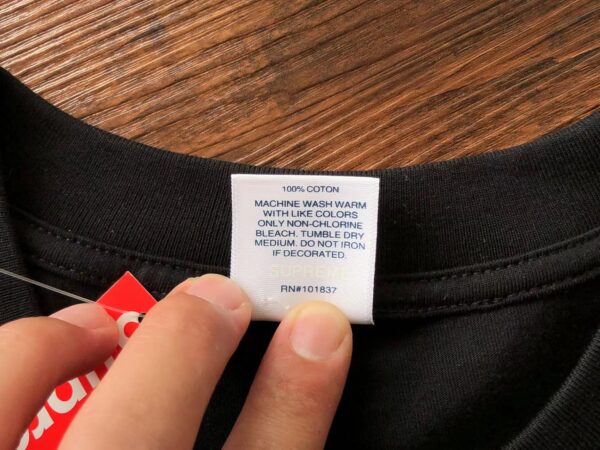 100% COTON
MACHINE WASH WARM
WITH LIKE COLORS
ONLY NON-CHLORINE
BLEACH. TUMBLE DRY
MEDIUM. DO NOT IRON
IF DECORATED.
SUPREME
RN#101837